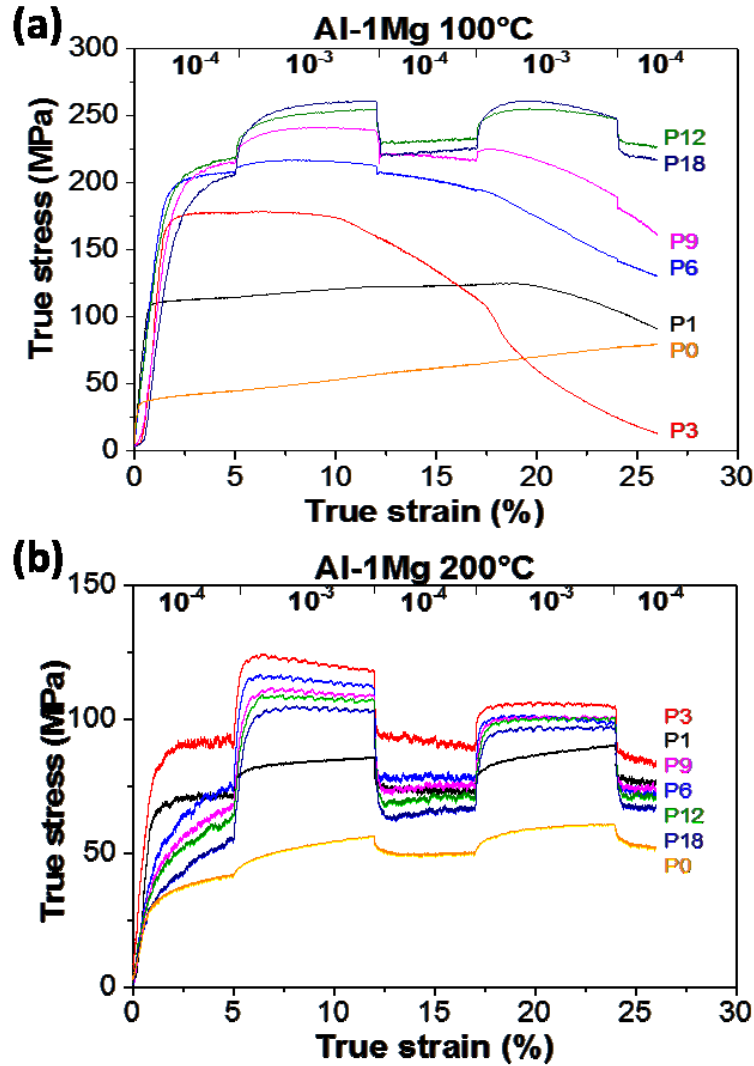 (a)
Al-1Mg 100°C
10-4 10-3 10-4 10-3 10-4
300
250
200
150
100
50
0
True stress (MPa)
P12
P18
P9
P6
P1
P0
P3
0 5 10 15 20 25 30
True strain (%)
(b)
Al-1Mg 200°C
10-4 10-3 10-4 10-3 10-4
150
100
50
0
True stress (MPa)
P3
P1
P9
P6
P12
P18
P0
0 5 10 15 20 25 30
True strain (%)